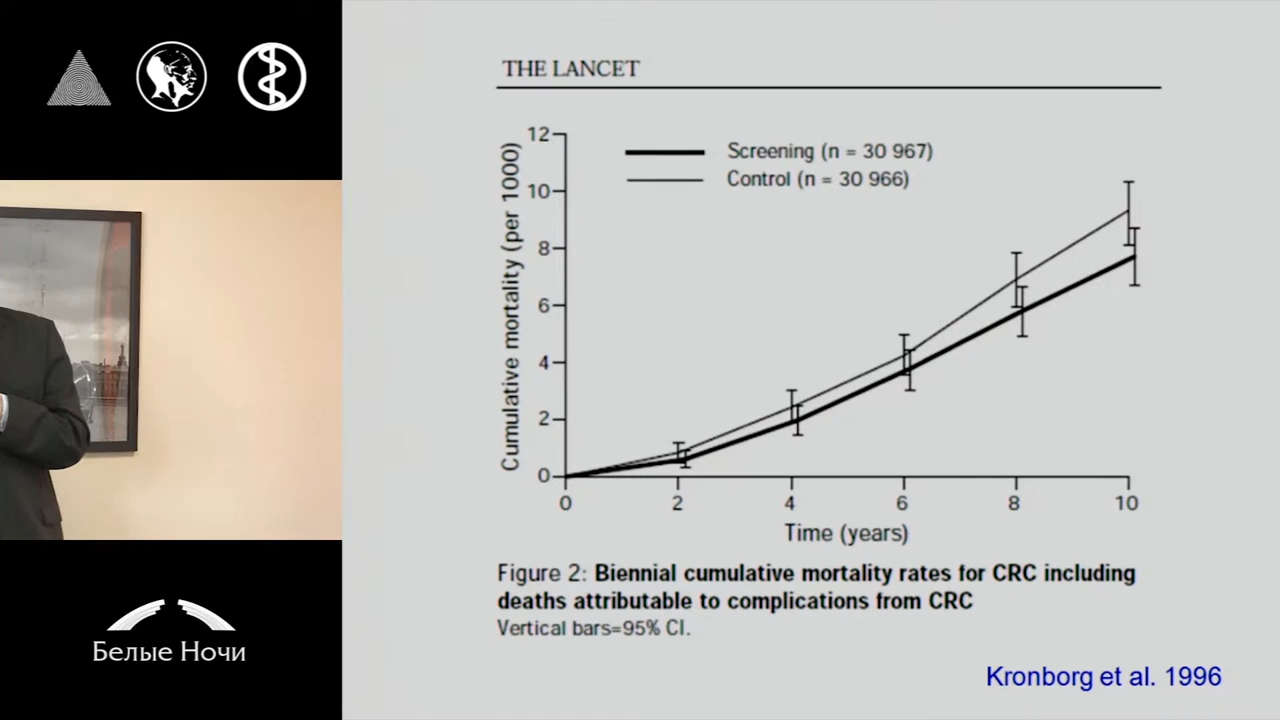 THE LANCET
12
10
8
6
4
2
0
Cumulative mortality (per 1000)
Screening (n = 30 967)
Control (n = 30 966)
0 2 4 6 8 10
Time (years)
Figure 2: Biennial cumulative mortality rates for CRC including
deaths attributable to complications from CRC
Vertical bars=95% CI.
Kronborg et al. 1996
Белые Ночи